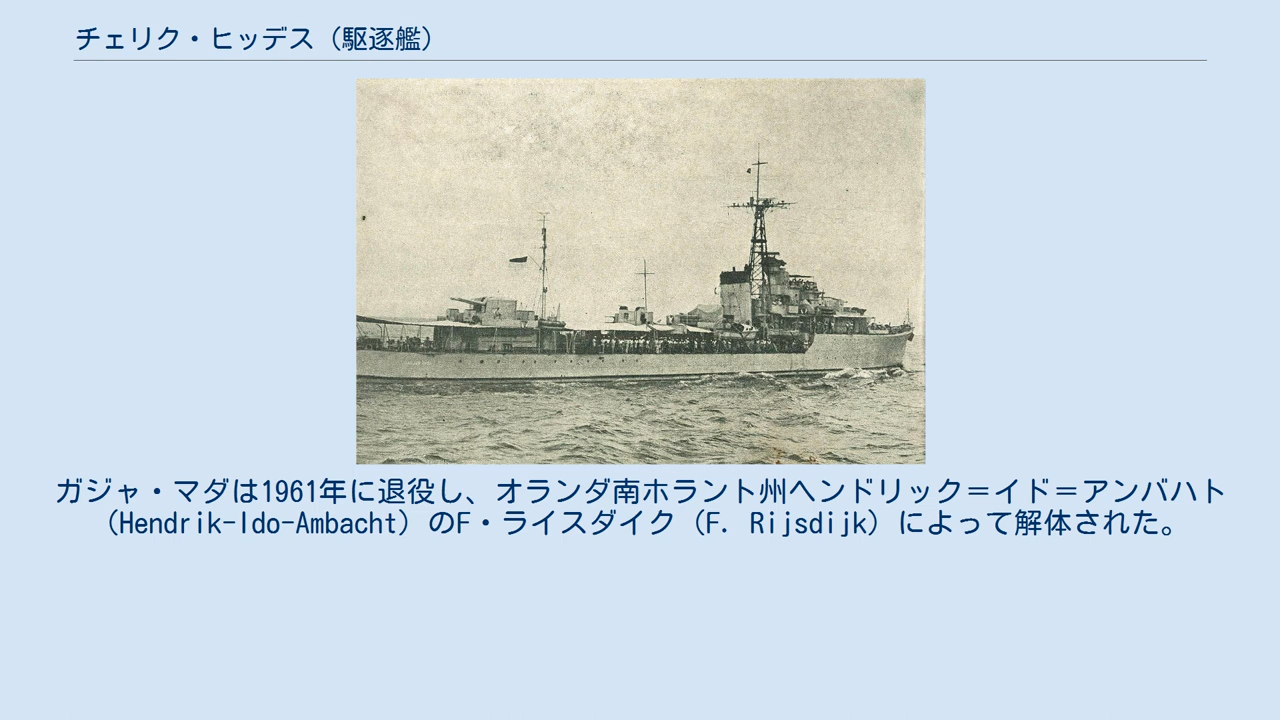 チェリク・ヒッデス（駆逐艦）
ガジャ・マダは1961年に退役し、オランダ南ホラント州ヘンドリック＝イド＝アンバハト
（Hendrik-Ido-Ambacht）のF・ライスダイク（F. Rijsdijk）によって解体された。